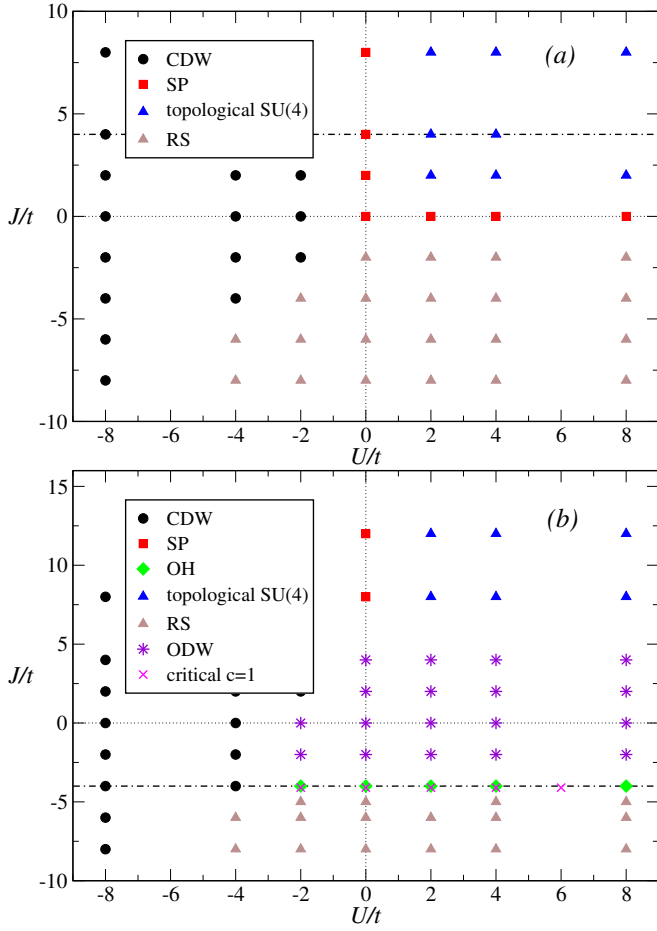 10
5
0
-5
-10
J/t
(a)
CDW
SP
topological SU(4)
RS
-8 -6 -4 -2 0 2 4 6 8
U/t
15
10
5
0
-5
-10
J/t
(b)
CDW
SP
OH
topological SU(4)
RS
ODW
critical c=1
-8 -6 -4 -2 0 2 4 6 8
U/t